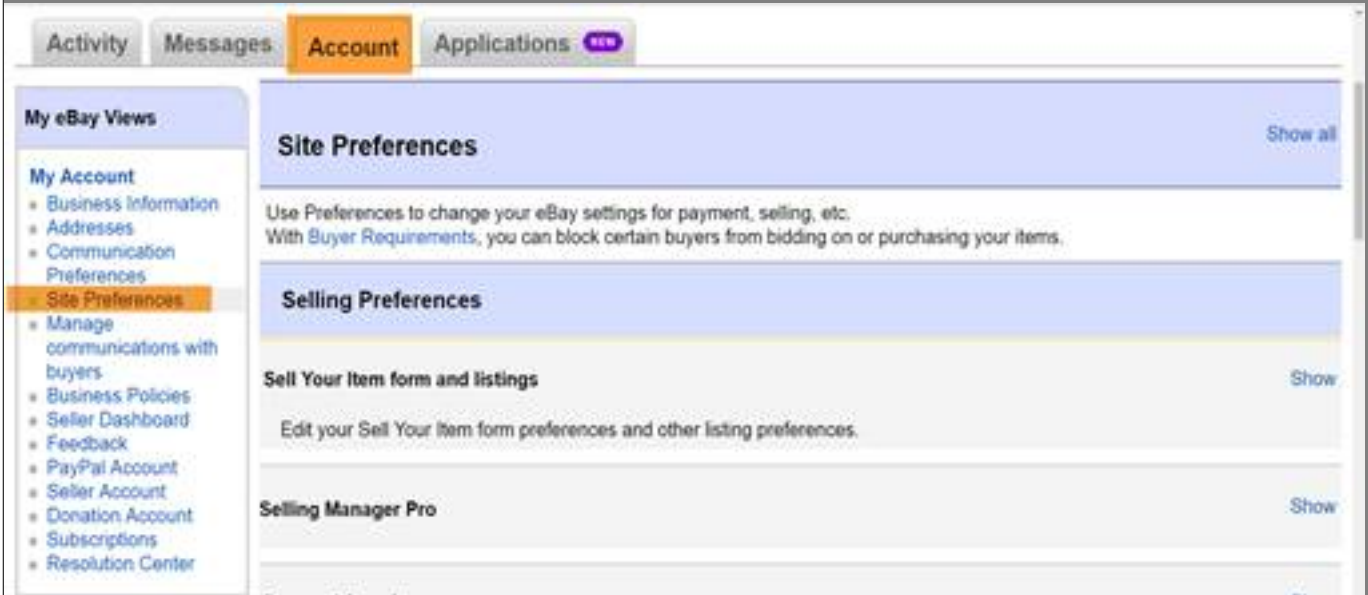 Activity
Messages
Account
Applications NEW
My eBay Views
My Account
Business Information
Addresses
Communication
Preferences
Site Preferences
Manage
communications with
buyers
Business Policies
Seller Dashboard
Feedback
PayPal Account
Seller Account
Donation Account
Subscriptions
Resolution Center
Site Preferences
Show all
Use Preferences to change your eBay settings for payment, selling, etc.
With Buyer Requirements, you can block certain buyers from bidding on or purchasing your items.
Selling Preferences
Sell Your Item form and listings
Show
Edit your Sell Your Item form preferences and other listing preferences.
Selling Manager Pro
Show